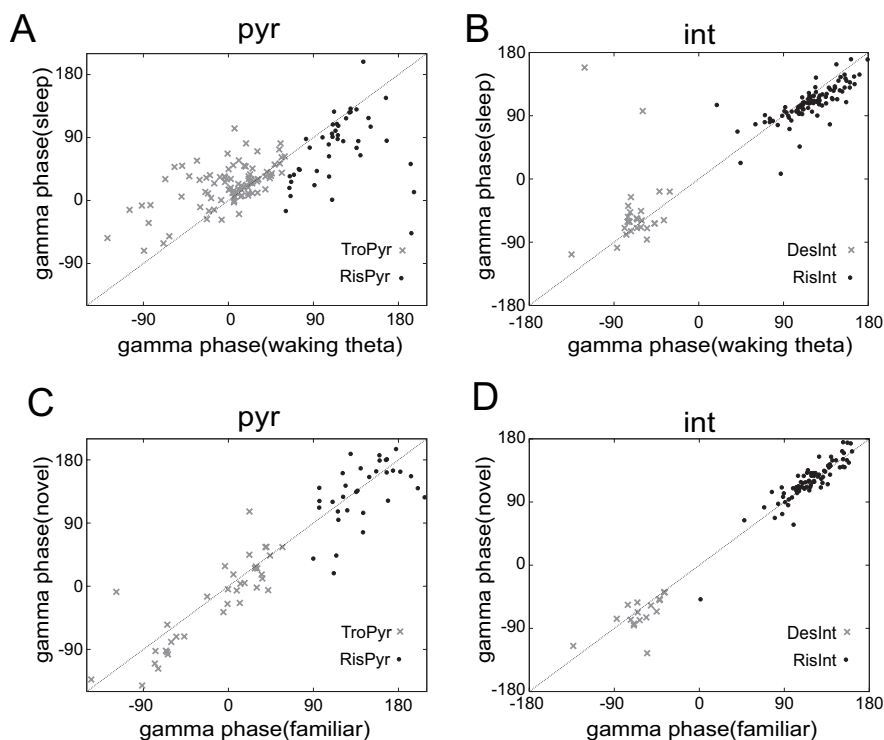 A
pyr
gamma phase(sleep)
180
90
0
-90
TroPyr
RisPyr
-90 0 90 180
gamma phase(waking theta)
B
int
gamma phase(sleep)
180
90
0
-90
-180
DesInt
RisInt
-180 -90 0 90 180
gamma phase(waking theta)
C
pyr
gamma phase(novel)
180
90
0
-90
TroPyr
RisPyr
-90 0 90 180
gamma phase(familiar)
D
int
gamma phase(novel)
180
90
0
-90
-180
DesInt
RisInt
-180 -90 0 90 180
gamma phase(familiar)